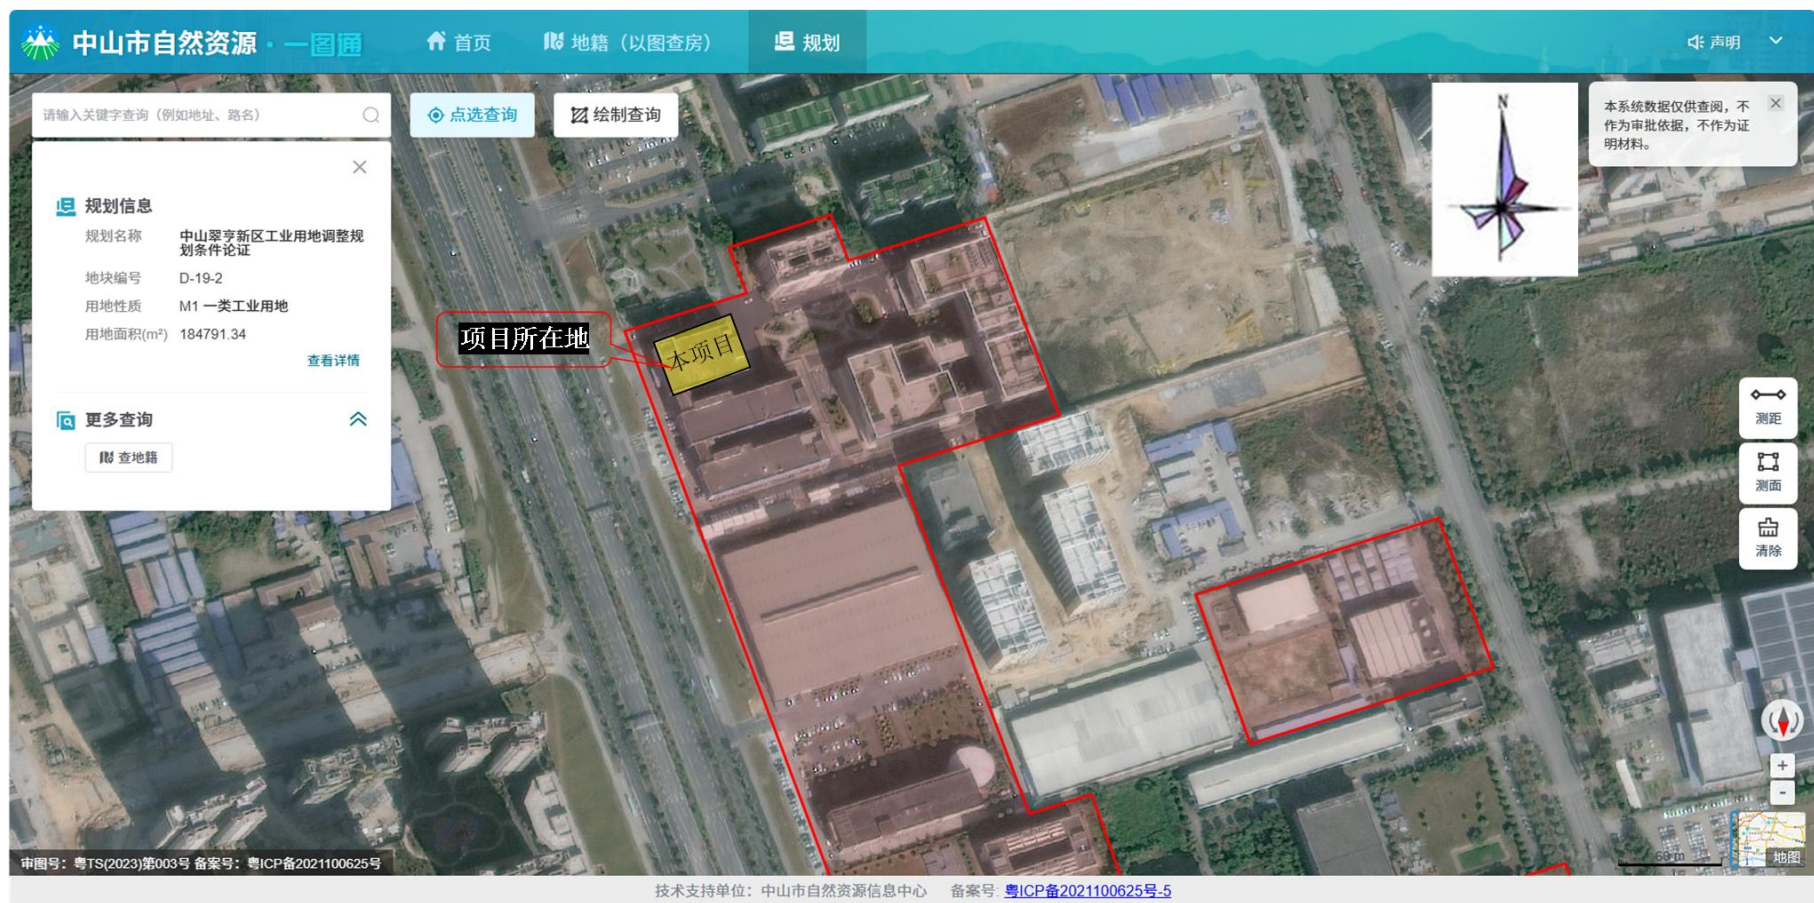 中山市自然资源·一图通
首页
地籍（以图查房）
规划
声明
请输入关键字查询（例如地址、路名）
点选查询
绘制查询
N
本系统数据仅供查阅，不
作为审批依据，不作为证
明材料。
规划信息
规划名称 中山翠亨新区工业用地调整规
划条件论证
地块编号 D-19-2
用地性质 M1 一类工业用地
用地面积(m²) 184791.34
查看详情
更多查询
查地籍
项目所在地
本项目
测距
测面
清除
+
-
60 m
地图
审图号：粤TS(2023)第003号 备案号：粤ICP备2021100625号
技术支持单位：中山市自然资源信息中心 备案号: 粤ICP备2021100625号-5